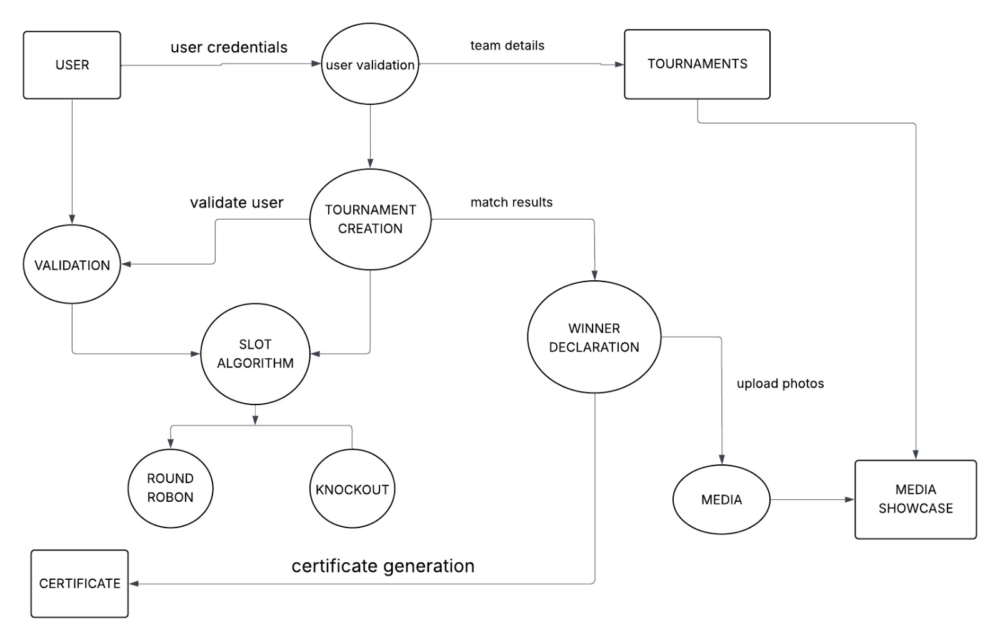 USER
user credentials
user validation
team details
TOURNAMENTS
validate user
TOURNAMENT
CREATION
match results
VALIDATION
SLOT
ALGORITHM
WINNER
DECLARATION
upload photos
ROUND
ROBON
KNOCKOUT
MEDIA
MEDIA
SHOWCASE
certificate generation
CERTIFICATE